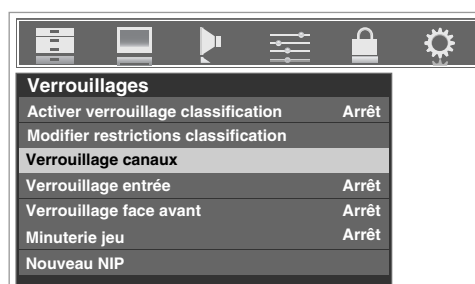 Verrouillages
Activer verrouillage classification Arrêt
Modifier restrictions classification
Verrouillage canaux
Verrouillage entrée Arrêt
Verrouillage face avant Arrêt
Minuterie jeu Arrêt
Nouveau NIP